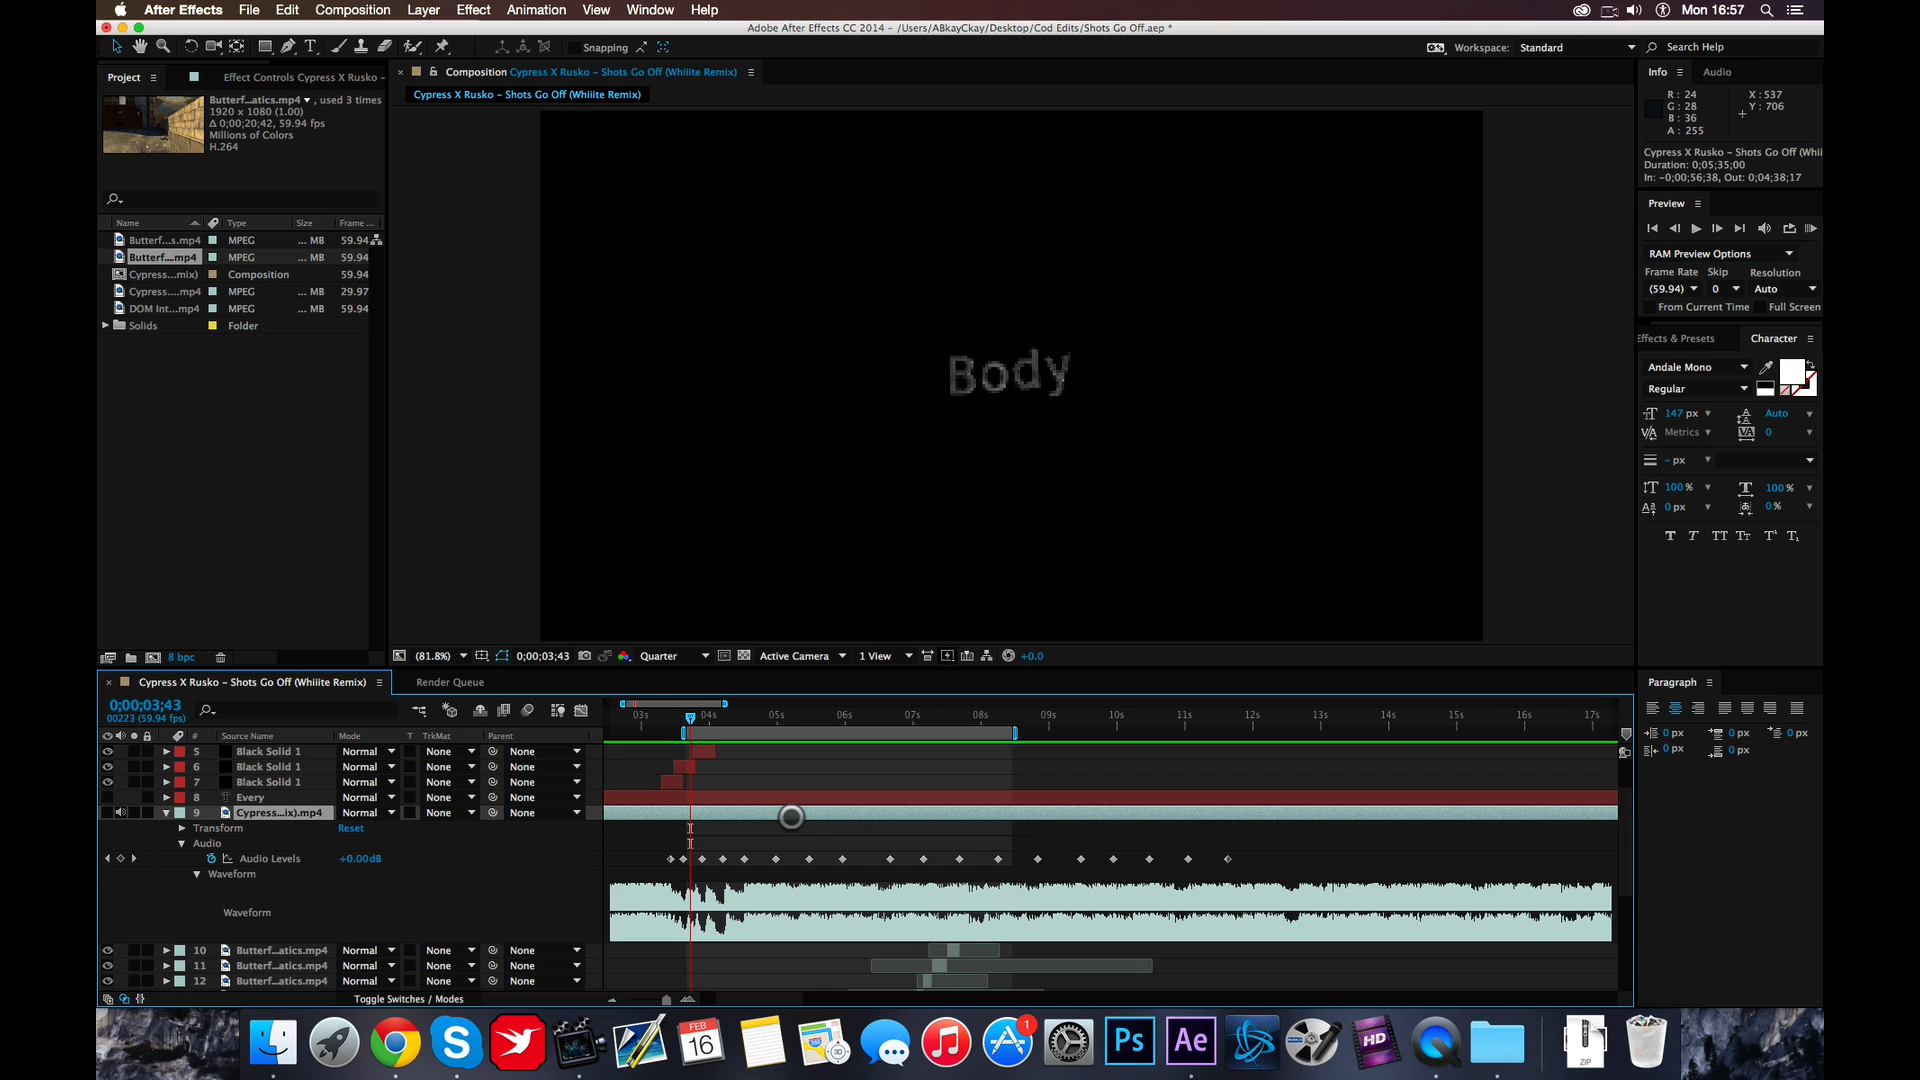 After Effects File Edit Composition Layer Effect Animation View Window Help Mon 16:57
Adobe After Effects CC 2014 – /Users/ABkayCkay/Desktop/Cod Edits/Shots Go Off.aep *
Snapping Workspace: Standard Search Help
Project Effect Controls Cypress X Rusko –
Composition Cypress X Rusko – Shots Go Off (Whiiite Remix)
Info Audio
Cypress X Rusko – Shots Go Off (Whiiite Remix)
Butterf...atics.mp4 , used 3 times
1920 x 1080 (1.00)
Δ 0;00;20;42, 59.94 fps
Millions of Colors
H.264
R : 24 X : 537
G : 28 Y : 706
B : 36
A : 255
Cypress X Rusko – Shots Go Off (Whii
Duration: 0;05;35;00
In: -0;00;56;38, Out: 0;04;38;17
Preview
RAM Preview Options
Frame Rate Skip Resolution
(59.94) 0 Auto
From Current Time Full Screen
Name Type Size Frame ...
Butterf...s.mp4 MPEG ... MB 59.94
Butterf....mp4 MPEG ... MB 59.94
Cypress...mix) Composition 59.94
Cypress....mp4 MPEG ... MB 29.97
DOM Int...mp4 MPEG ... MB 59.94
Solids Folder
Body
Effects & Presets Character
Andale Mono
Regular
147 px Auto
Metrics 0
– px
100 % 100 %
0 px 0 %
T T TT Tт T¹ T₁
8 bpc
(81.8%) 0;00;03;43 Quarter Active Camera 1 View +0.0
Cypress X Rusko – Shots Go Off (Whiiite Remix) Render Queue
0;00;03;43
00223 (59.94 fps)
03s 04s 05s 06s 07s 08s 09s 10s 11s 12s 13s 14s 15s 16s 17s
# Source Name Mode T TrkMat Parent
5 Black Solid 1 Normal None None
6 Black Solid 1 Normal None None
7 Black Solid 1 Normal None None
8 T Every Normal None None
9 Cypress...ix).mp4 Normal None None
Transform Reset
Audio
Audio Levels +0.00dB
Waveform
Waveform
10 Butterf...atics.mp4 Normal None None
11 Butterf...atics.mp4 Normal None None
12 Butterf...atics.mp4 Normal None None
Toggle Switches / Modes
Paragraph
0 px 0 px 0 px
0 px 0 px
FEB
16
3D
1
Ps
Ae
HD
ZIP